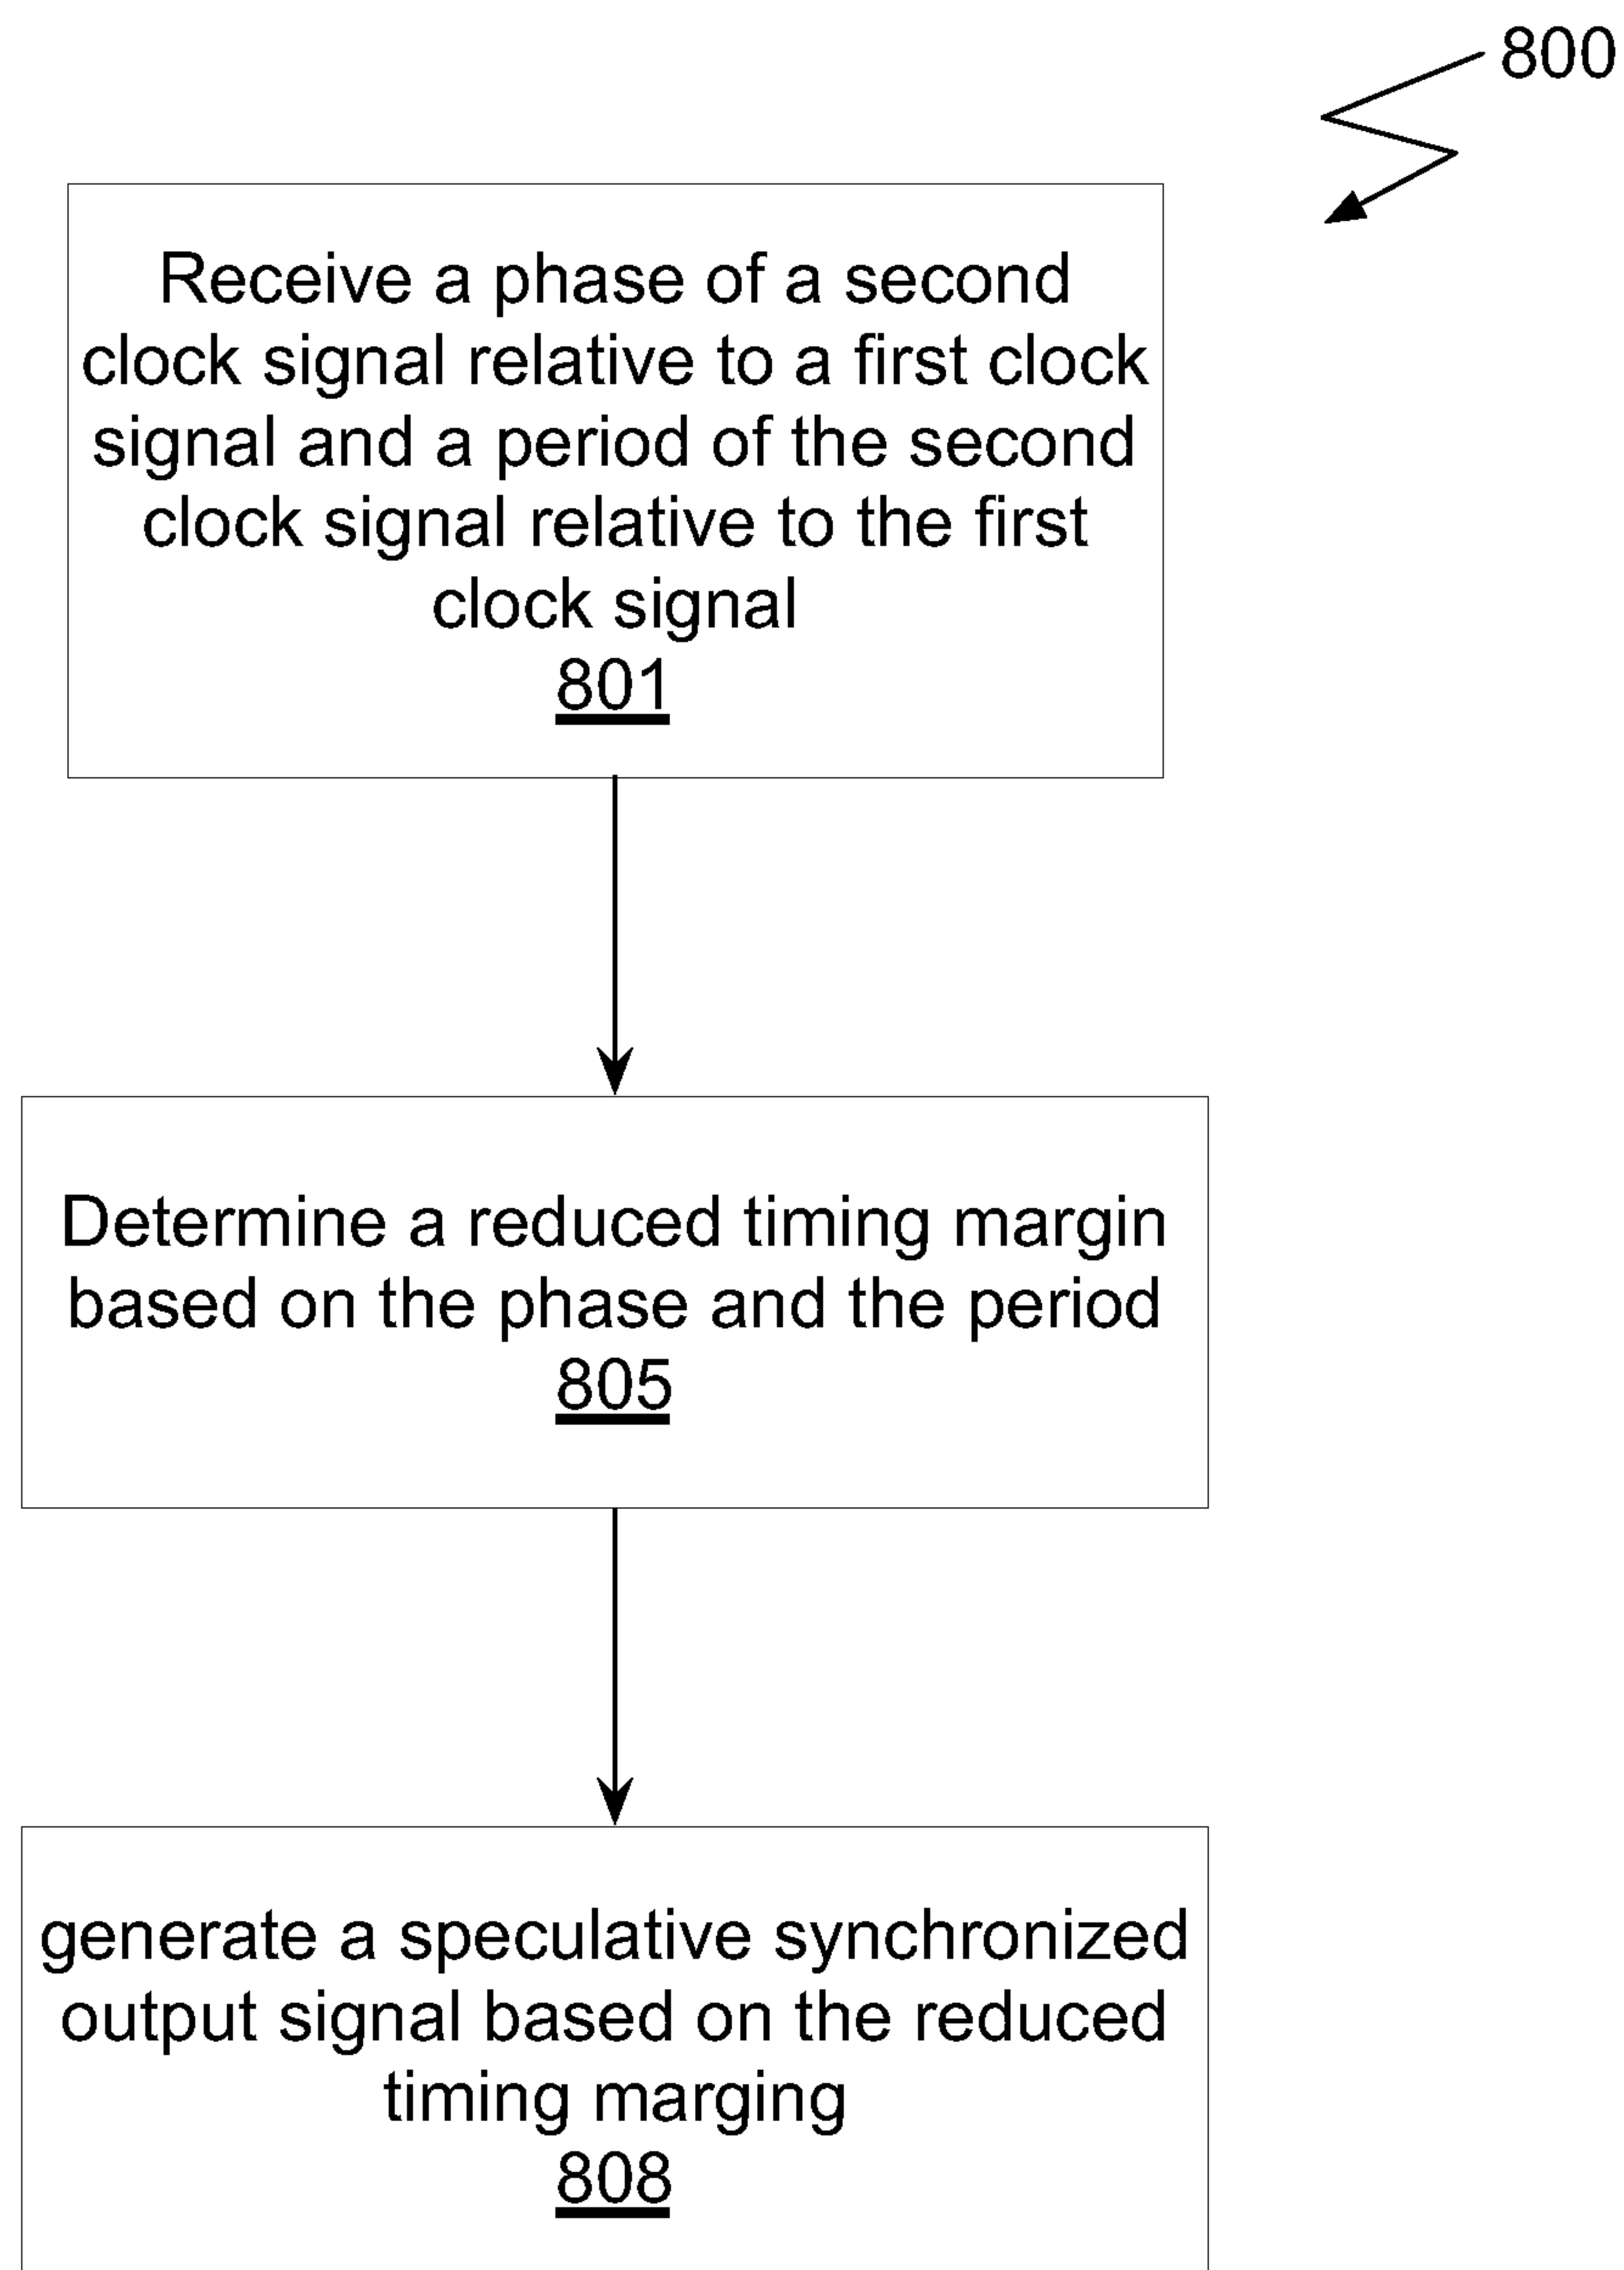 800
Receive a phase of a second
clock signal relative to a first clock
signal and a period of the second
clock signal relative to the first
clock signal
801
Determine a reduced timing margin
based on the phase and the period
805
generate a speculative synchronized
output signal based on the reduced
timing marging
808